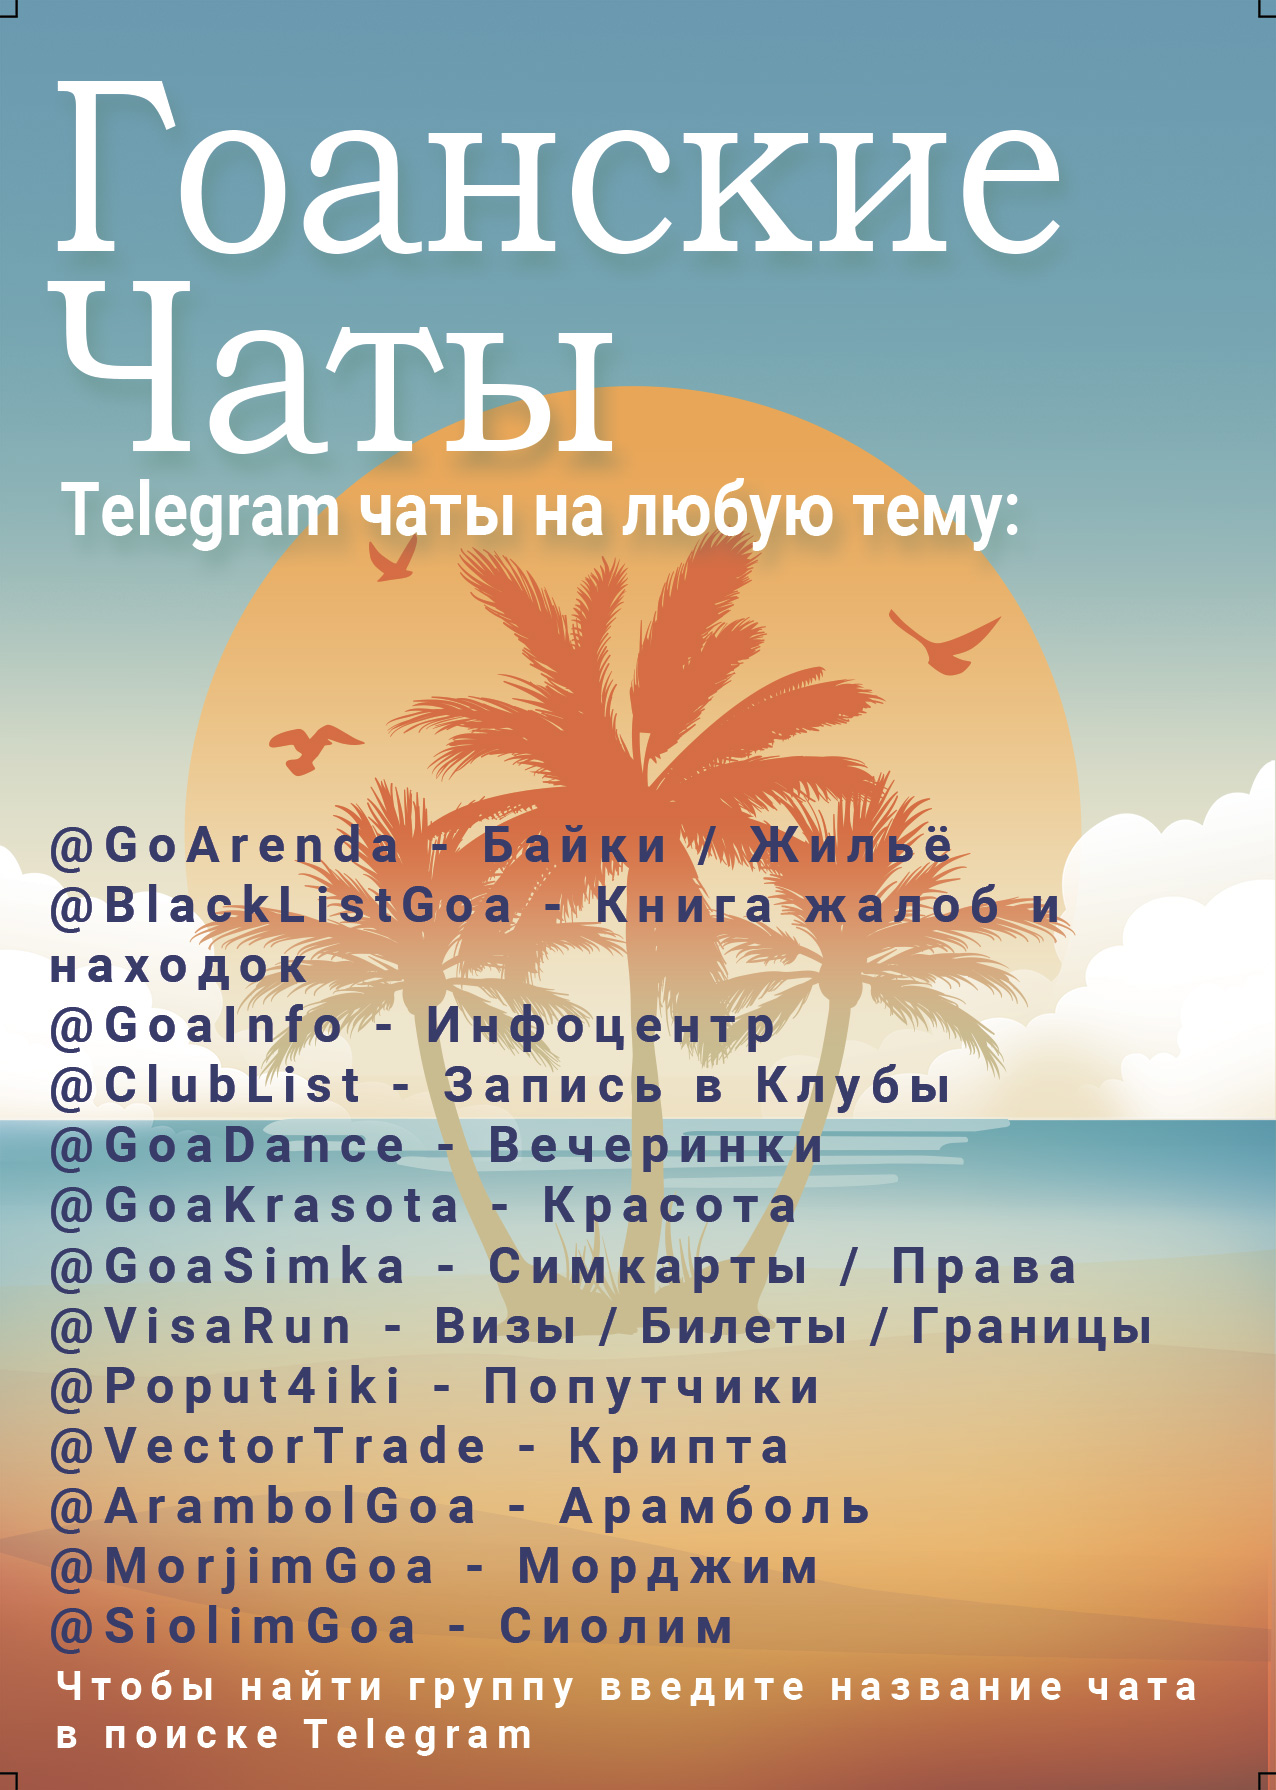 Гоанские
Чаты
Telegram чаты на любую тему:
@GoArenda - Байки / Жильё
@BlackListGoa - Книга жалоб и
находок
@GoaInfo - Инфоцентр
@ClubList - Запись в Клубы
@GoaDance - Вечеринки
@GoaKrasota - Красота
@GoaSimka - Симкарты / Права
@VisaRun - Визы / Билеты / Границы
@Poput4iki - Попутчики
@VectorTrade - Крипта
@ArambolGoa - Арамболь
@MorjimGoa - Морджим
@SiolimGoa - Сиолим
Чтобы найти группу введите название чата
в поиске Telegram